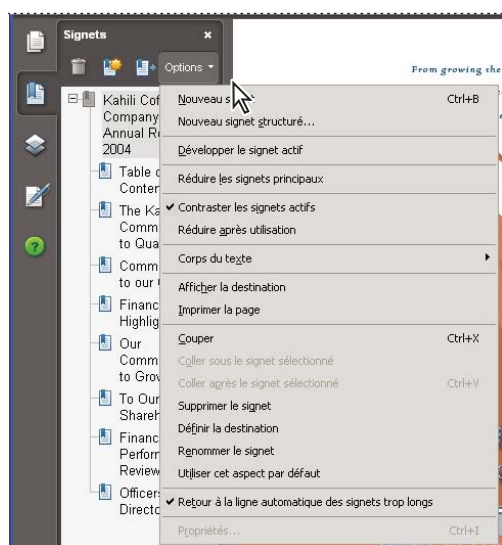 Signets
Options
From growing the
Kahili Cof
Company
Annual Re
2004
Table o
Conter
The Ka
Comm
to Qua
Comm
to our
Financ
Highlig
Our
Comm
to Grov
To Our
Shareh
Financ
Perforr
Review
Officers
Directo
Nouveau s t Ctrl+B
Nouveau signet structuré...
Développer le signet actif
Réduire les signets principaux
Contraster les signets actifs
Réduire après utilisation
Corps du texte
Afficher la destination
Imprimer la page
Couper Ctrl+X
Coller sous le signet sélectionné
Coller après le signet sélectionné Ctrl+V
Supprimer le signet
Définir la destination
Renommer le signet
Utiliser cet aspect par défaut
Retour à la ligne automatique des signets trop longs
Propriétés... Ctrl+I